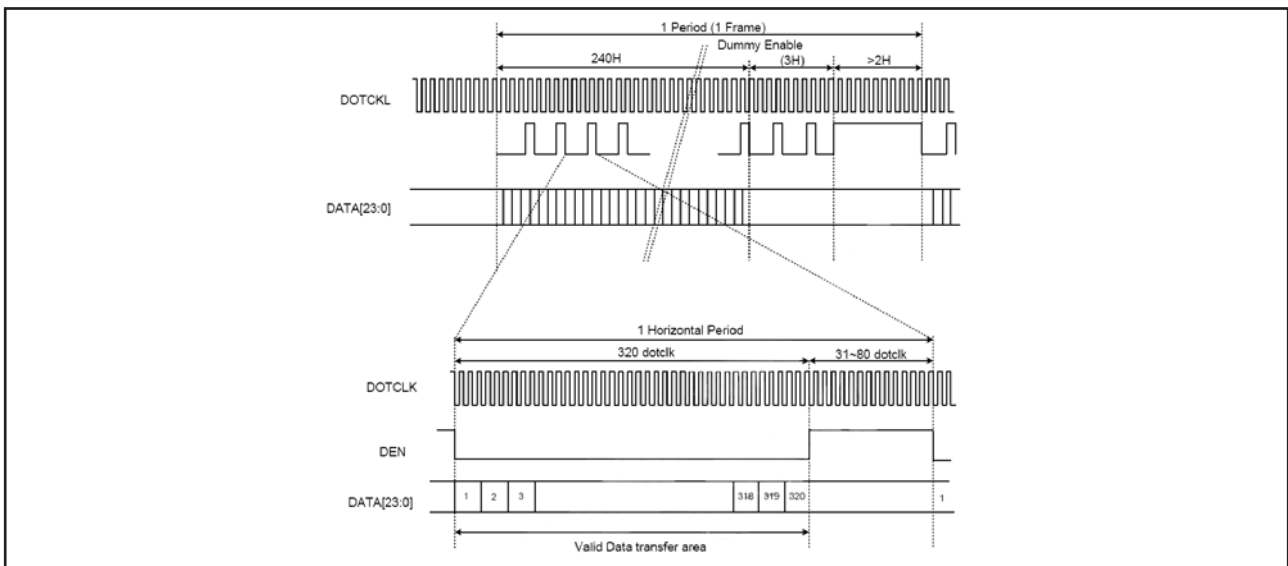 1 Period (1 Frame)
Dummy Enable
240H
(3H)
>2H
DOTCKL
DATA[23:0]
1 Horizontal Period
320 dotclk
31~80 dotclk
DOTCLK
DEN
DATA[23:0]
1
2
3
318
319
320
1
Valid Data transfer area